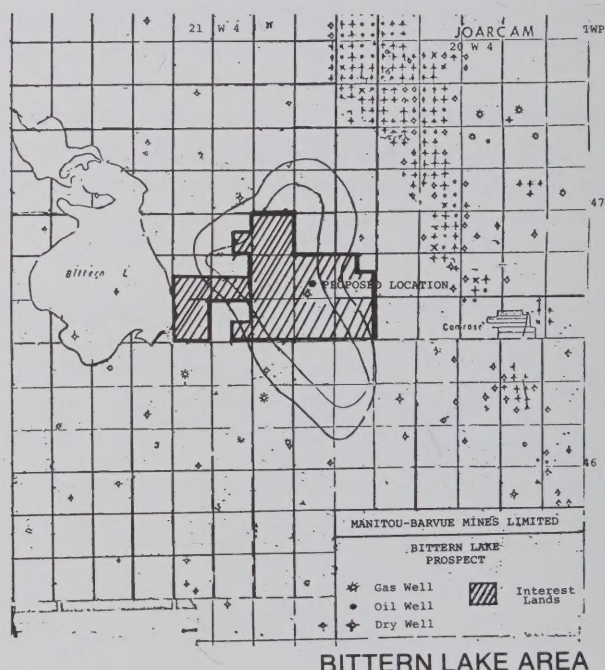 21 W 4
JOARCAM
20 W 4
TWP
47
Bittern L
PROPOSED LOCATION
Camrose
46
MANITOU-BARVUE MINES LIMITED
BITTERN LAKE
PROSPECT
Gas Well
Oil Well
Dry Well
Interest
Lands
BITTERN LAKE AREA